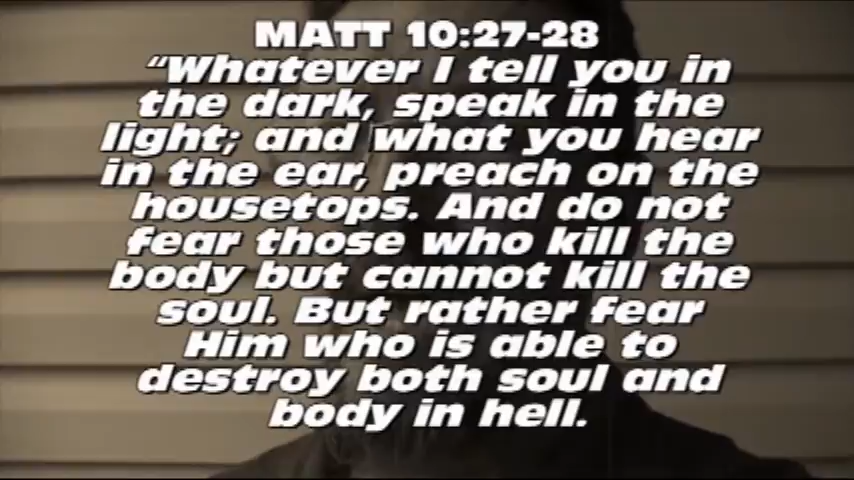 MATT 10:27-28
“Whatever I tell you in
the dark, speak in the
light; and what you hear
in the ear, preach on the
housetops. And do not
fear those who kill the
body but cannot kill the
soul. But rather fear
Him who is able to
destroy both soul and
body in hell.